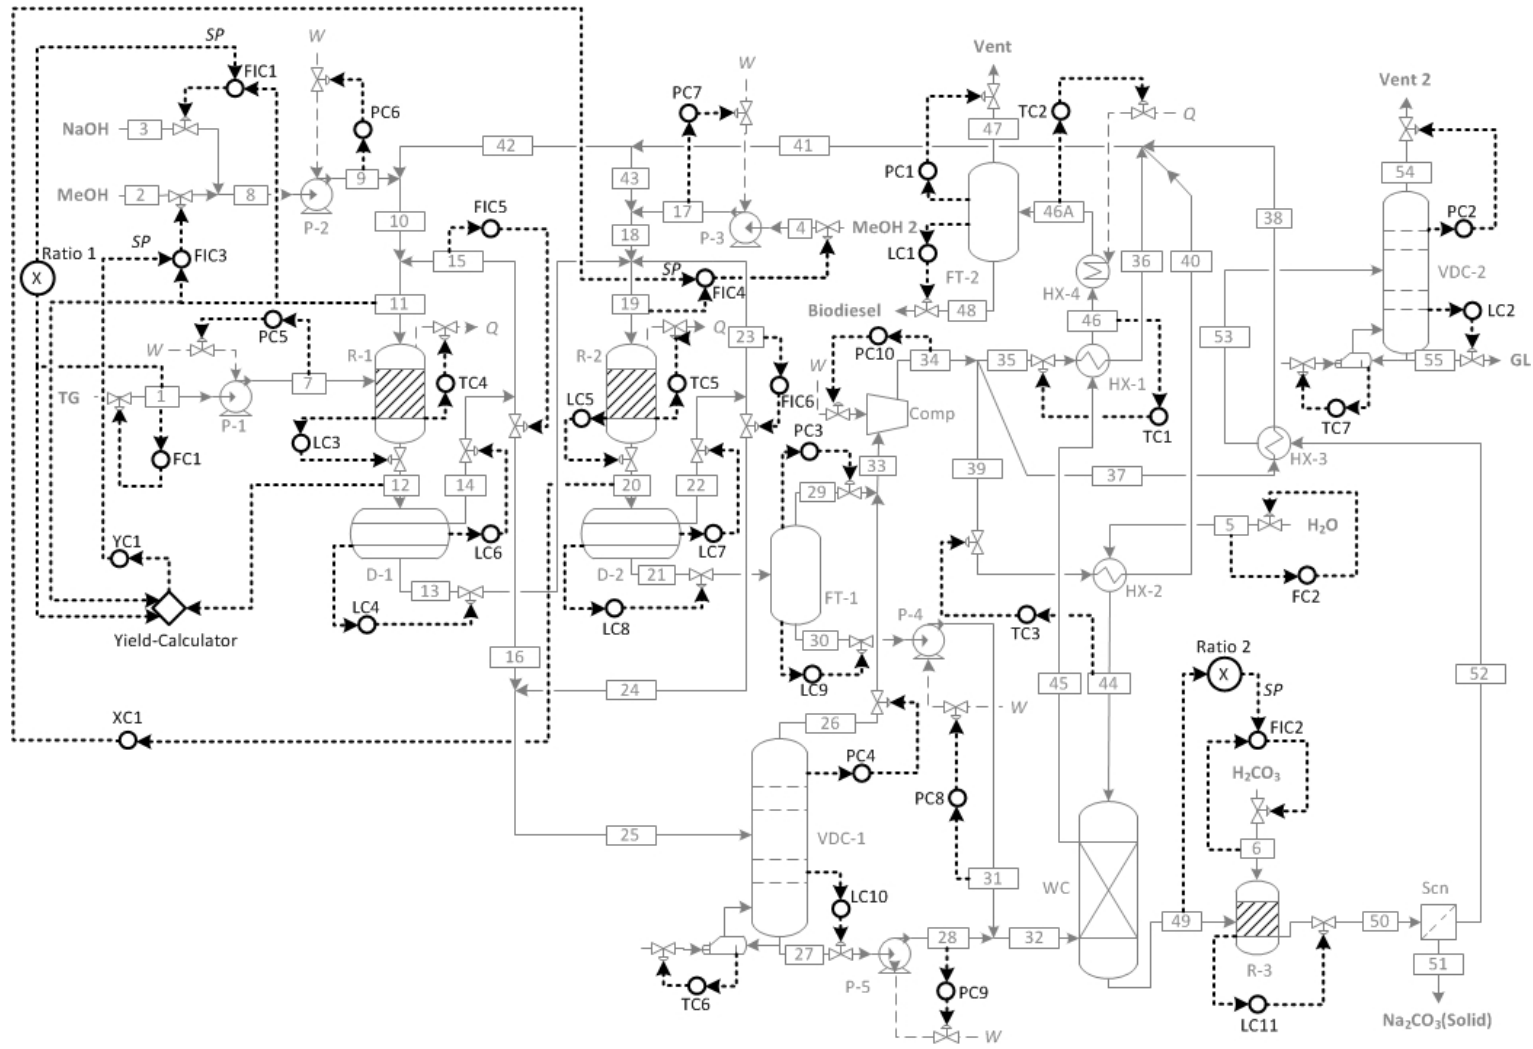 SP
W
Vent
FIC1
W
TC2
Vent 2
PC6
PC7
NaOH
3
47
Q
42
41
PC1
54
MeOH
2
8
9
43
P-2
17
46A
PC2
10
FIC5
4
MeOH 2
38
18
P-3
LC1
SP
Ratio 1
FIC3
15
SP
36
40
VDC-2
X
FIC4
FT-2
HX-4
11
19
Biodiesel
48
LC2
PC5
Q
Q
46
R-1
R-2
23
PC10
53
W
7
34
35
55
GL
W
HX-1
TG
1
TC4
TC5
FIC6
Comp
TC7
P-1
LC5
TC1
LC3
PC3
HX-3
FC1
33
39
37
12
14
20
22
29
5
H₂O
YC1
LC6
LC7
D-1
13
D-2
21
FT-1
HX-2
FC2
LC4
LC8
P-4
TC3
Yield-Calculator
30
16
Ratio 2
LC9
45
44
X
52
24
SP
W
XC1
26
FIC2
PC4
H₂CO₃
PC8
25
VDC-1
6
31
WC
LC10
Scn
49
50
28
32
27
R-3
51
TC6
P-5
PC9
LC11
Na₂CO₃(Solid)
W